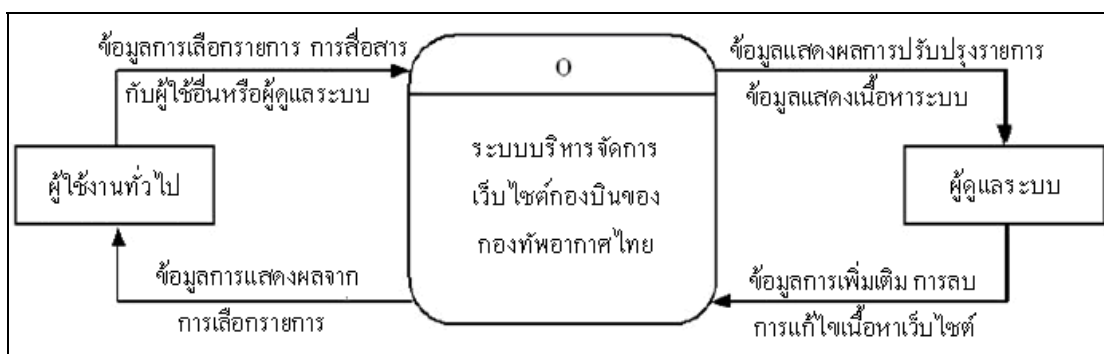 ข้อมูลการเลือกรายการ การสื่อสาร
กับผู้ใช้อื่นหรือผู้ดูแลระบบ
0
ข้อมูลแสดงผลการปรับปรุงรายการ
ข้อมูลแสดงเนื้อหาระบบ
ผู้ใช้งานทั่วไป
ระบบบริหารจัดการ
เว็บไซต์กองบินของ
กองทัพอากาศไทย
ผู้ดูแลระบบ
ข้อมูลการแสดงผลจาก
การเลือกรายการ
ข้อมูลการเพิ่มเติม การลบ
การแก้ไขเนื้อหาเว็บไซต์